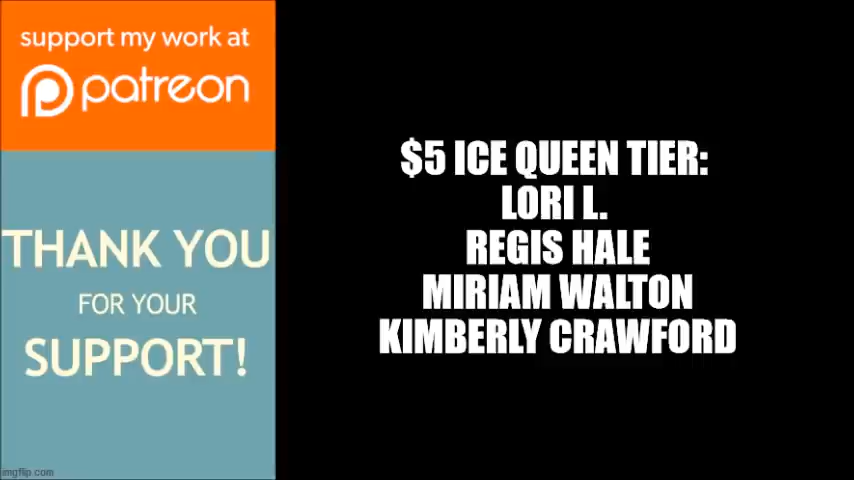 support my work at
patreon
THANK YOU
FOR YOUR
SUPPORT!
imgflip.com
$5 ICE QUEEN TIER:
LORI L.
REGIS HALE
MIRIAM WALTON
KIMBERLY CRAWFORD